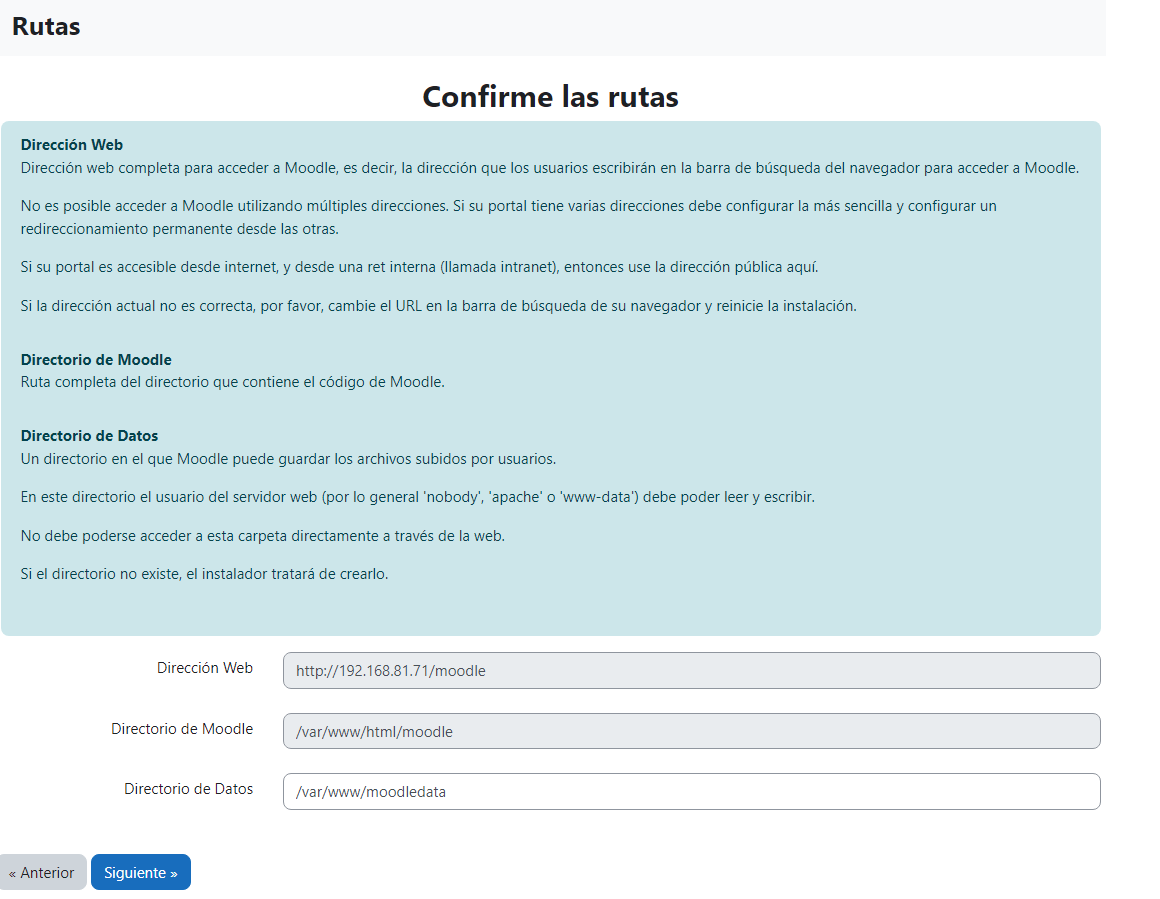 Rutas
Confirme las rutas
Dirección Web
Dirección web completa para acceder a Moodle, es decir, la dirección que los usuarios escribirán en la barra de búsqueda del navegador para acceder a Moodle.
No es posible acceder a Moodle utilizando múltiples direcciones. Si su portal tiene varias direcciones debe configurar la más sencilla y configurar un
redireccionamiento permanente desde las otras.
Si su portal es accesible desde internet, y desde una ret interna (llamada intranet), entonces use la dirección pública aquí.
Si la dirección actual no es correcta, por favor, cambie el URL en la barra de búsqueda de su navegador y reinicie la instalación.
Directorio de Moodle
Ruta completa del directorio que contiene el código de Moodle.
Directorio de Datos
Un directorio en el que Moodle puede guardar los archivos subidos por usuarios.
En este directorio el usuario del servidor web (por lo general 'nobody', 'apache' o 'www-data') debe poder leer y escribir.
No debe poderse acceder a esta carpeta directamente a través de la web.
Si el directorio no existe, el instalador tratará de crearlo.
Dirección Web http://192.168.81.71/moodle
Directorio de Moodle /var/www/html/moodle
Directorio de Datos /var/www/moodledata
« Anterior Siguiente »